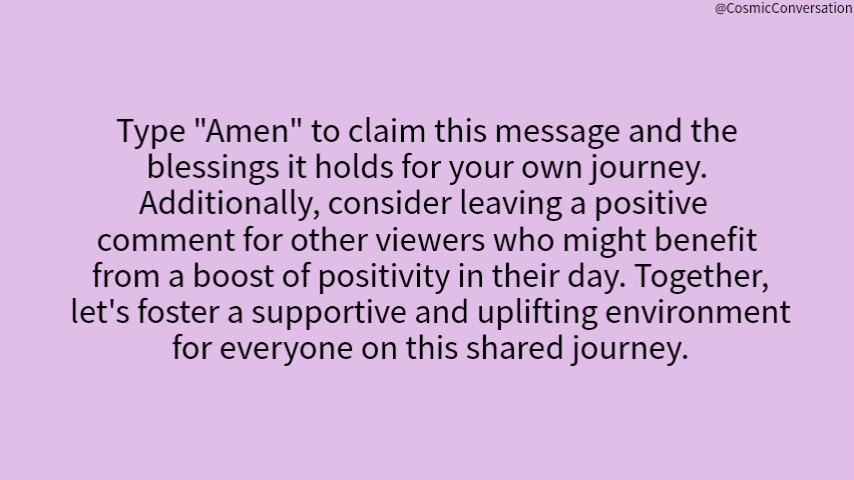 @CosmicConversation
Type "Amen" to claim this message and the
blessings it holds for your own journey.
Additionally, consider leaving a positive
comment for other viewers who might benefit
from a boost of positivity in their day. Together,
let's foster a supportive and uplifting environment
for everyone on this shared journey.